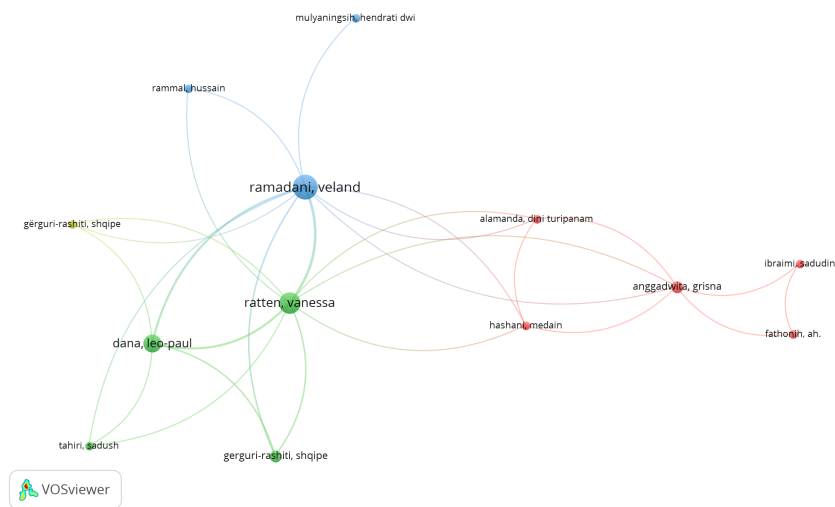 mulyaningsih, hendrati dwi
rammal, hussain
ramadani, veland
alamanda, dini turipanam
gërguri-rashiti, shqipe
ibraimi, sadudin
anggadwita, grisna
ratten, vanessa
hashani, medain
fathonih, ah.
dana, leo-paul
tahiri, sadush
gerguri-rashiti, shqipe
VOSviewer